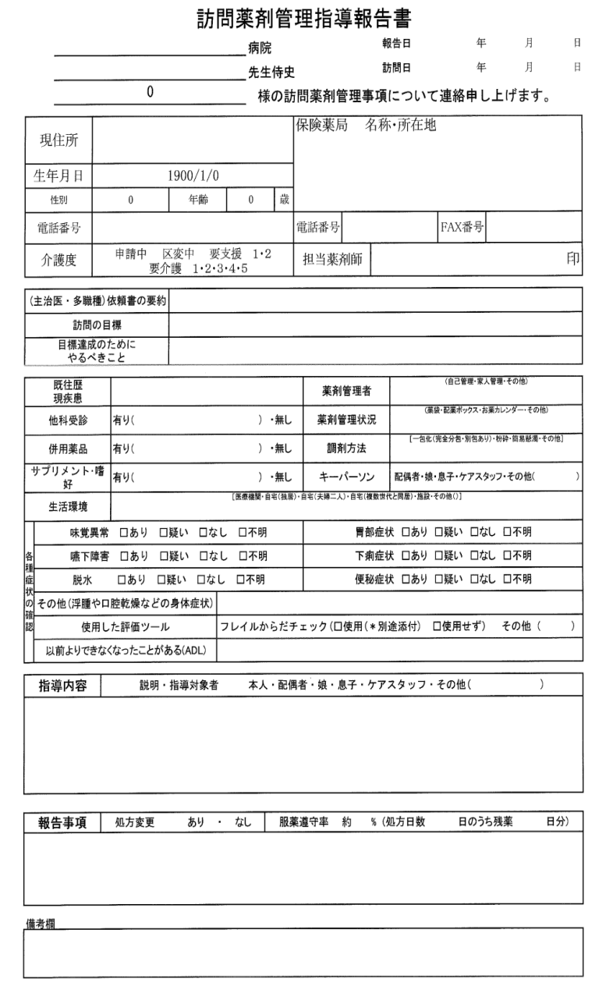 訪問薬剤管理指導報告書
病院 報告日 年 月 日
先生侍史 訪問日 年 月 日
0 様の訪問薬剤管理事項について連絡申し上げます。
現住所 保険薬局 名称・所在地
生年月日 1900/1/0
性別 0 年齢 0 歳
電話番号 電話番号 FAX番号
介護度 申請中 区変中 要支援 1・2
要介護 1・2・3・4・5
担当薬剤師 印
(主治医・多職種)依頼書の要約
訪問の目標
目標達成のために
やるべきこと
既往歴
現疾患
薬剤管理者 (自己管理・家人管理・その他)
他科受診 有り( )・無し 薬剤管理状況 (薬袋・配薬ボックス・お薬カレンダー・その他)
併用薬品 有り( )・無し 調剤方法 [一包化(完全分包・別包あり)・粉砕・簡易懸濁・その他]
サプリメント・嗜
好
有り( )・無し キーパーソン 配偶者・娘・息子・ケアスタッフ・その他( )
生活環境 [医療機関・自宅(独居)・自宅(夫婦二人)・自宅(複数世代と同居)・施設・その他()]
各種症状の確認
味覚異常 □あり □疑い □なし □不明 胃部症状 □あり □疑い □なし □不明
嚥下障害 □あり □疑い □なし □不明 下痢症状 □あり □疑い □なし □不明
脱水 □あり □疑い □なし □不明 便秘症状 □あり □疑い □なし □不明
その他(浮腫や口腔乾燥などの身体症状)
使用した評価ツール フレイルからだチェック(□使用(*別途添付) □使用せず) その他 ( )
以前よりできなくなったことがある(ADL)
指導内容 説明・指導対象者 本人・配偶者・娘・息子・ケアスタッフ・その他( )
報告事項 処方変更 あり ・ なし 服薬遵守率 約 % (処方日数 日のうち残薬 日分)
備考欄